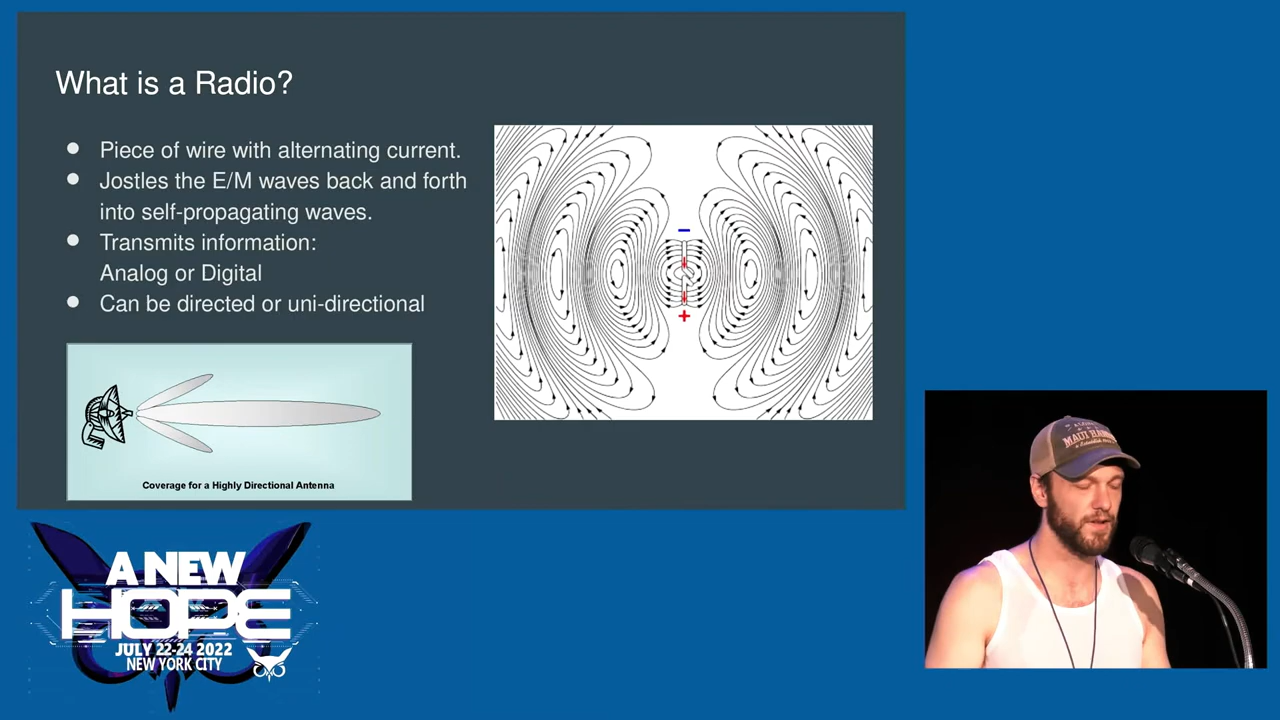 What is a Radio?
Piece of wire with alternating current.
Jostles the E/M waves back and forth
into self-propagating waves.
Transmits information:
Analog or Digital
Can be directed or uni-directional
−
+
Coverage for a Highly Directional Antenna
MAUI
A NEW
HOPE
JULY 22-24 2022
NEW YORK CITY